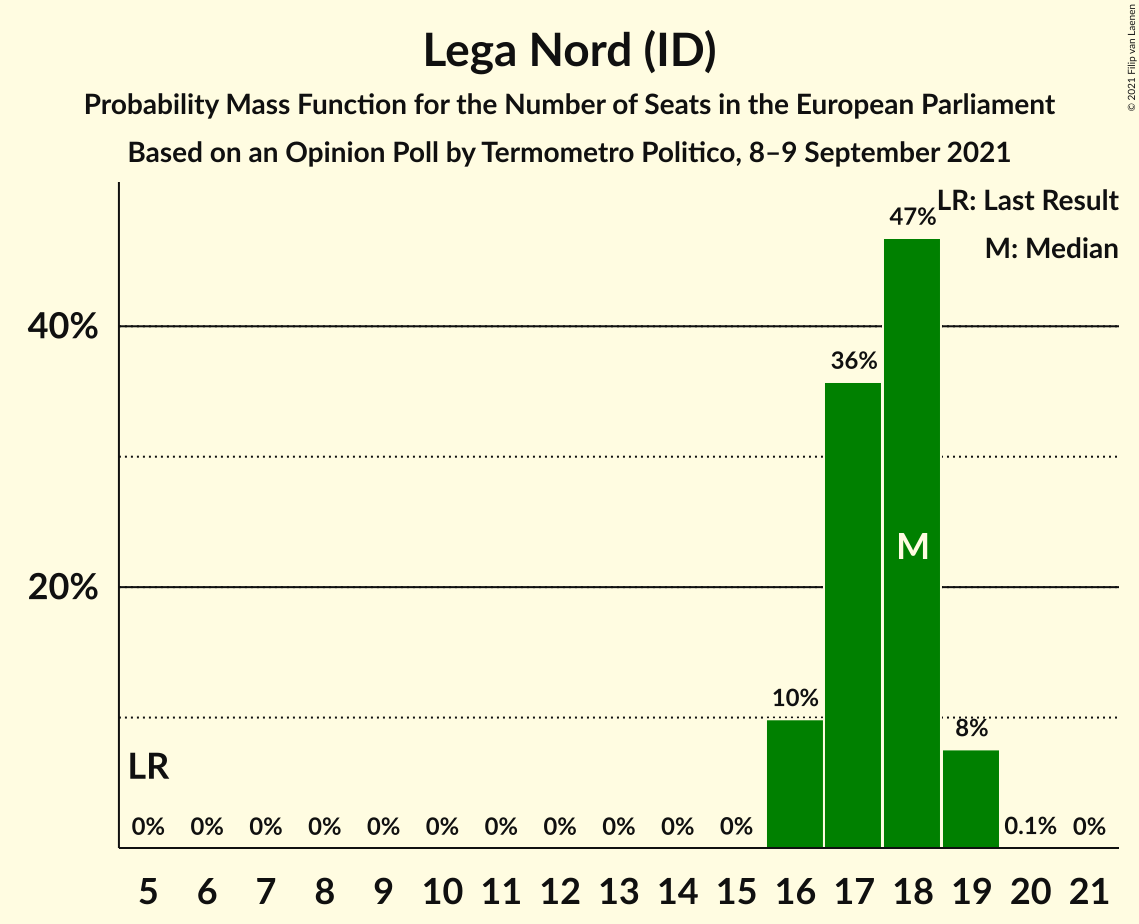 Lega Nord (ID)
Probability Mass Function for the Number of Seats in the European Parliament
Based on an Opinion Poll by Termometro Politico, 8–9 September 2021
© 2021 Filip van Laenen
LR: Last Result
M: Median
47%
40%
36%
M
20%
10%
8%
LR
0% 0% 0% 0% 0% 0% 0% 0% 0% 0% 0% 0.1% 0%
5 6 7 8 9 10 11 12 13 14 15 16 17 18 19 20 21